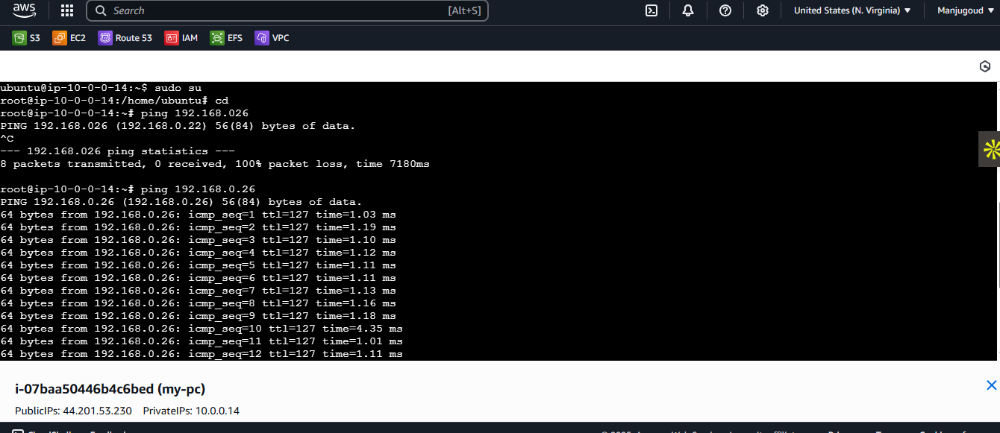 aws Search [Alt+S] United States (N. Virginia) ▼ Manjugoud ▼
S3 EC2 Route 53 IAM EFS VPC
ubuntu@ip-10-0-0-14:~$ sudo su
root@ip-10-0-0-14:/home/ubuntu# cd
root@ip-10-0-0-14:~# ping 192.168.026
PING 192.168.026 (192.168.0.22) 56(84) bytes of data.
^C
--- 192.168.026 ping statistics ---
8 packets transmitted, 0 received, 100% packet loss, time 7180ms
root@ip-10-0-0-14:~# ping 192.168.0.26
PING 192.168.0.26 (192.168.0.26) 56(84) bytes of data.
64 bytes from 192.168.0.26: icmp_seq=1 ttl=127 time=1.03 ms
64 bytes from 192.168.0.26: icmp_seq=2 ttl=127 time=1.19 ms
64 bytes from 192.168.0.26: icmp_seq=3 ttl=127 time=1.10 ms
64 bytes from 192.168.0.26: icmp_seq=4 ttl=127 time=1.12 ms
64 bytes from 192.168.0.26: icmp_seq=5 ttl=127 time=1.11 ms
64 bytes from 192.168.0.26: icmp_seq=6 ttl=127 time=1.11 ms
64 bytes from 192.168.0.26: icmp_seq=7 ttl=127 time=1.13 ms
64 bytes from 192.168.0.26: icmp_seq=8 ttl=127 time=1.16 ms
64 bytes from 192.168.0.26: icmp_seq=9 ttl=127 time=1.18 ms
64 bytes from 192.168.0.26: icmp_seq=10 ttl=127 time=4.35 ms
64 bytes from 192.168.0.26: icmp_seq=11 ttl=127 time=1.01 ms
64 bytes from 192.168.0.26: icmp_seq=12 ttl=127 time=1.11 ms
i-07baa50446b4c6bed (my-pc)
PublicIPs: 44.201.53.230 PrivateIPs: 10.0.0.14